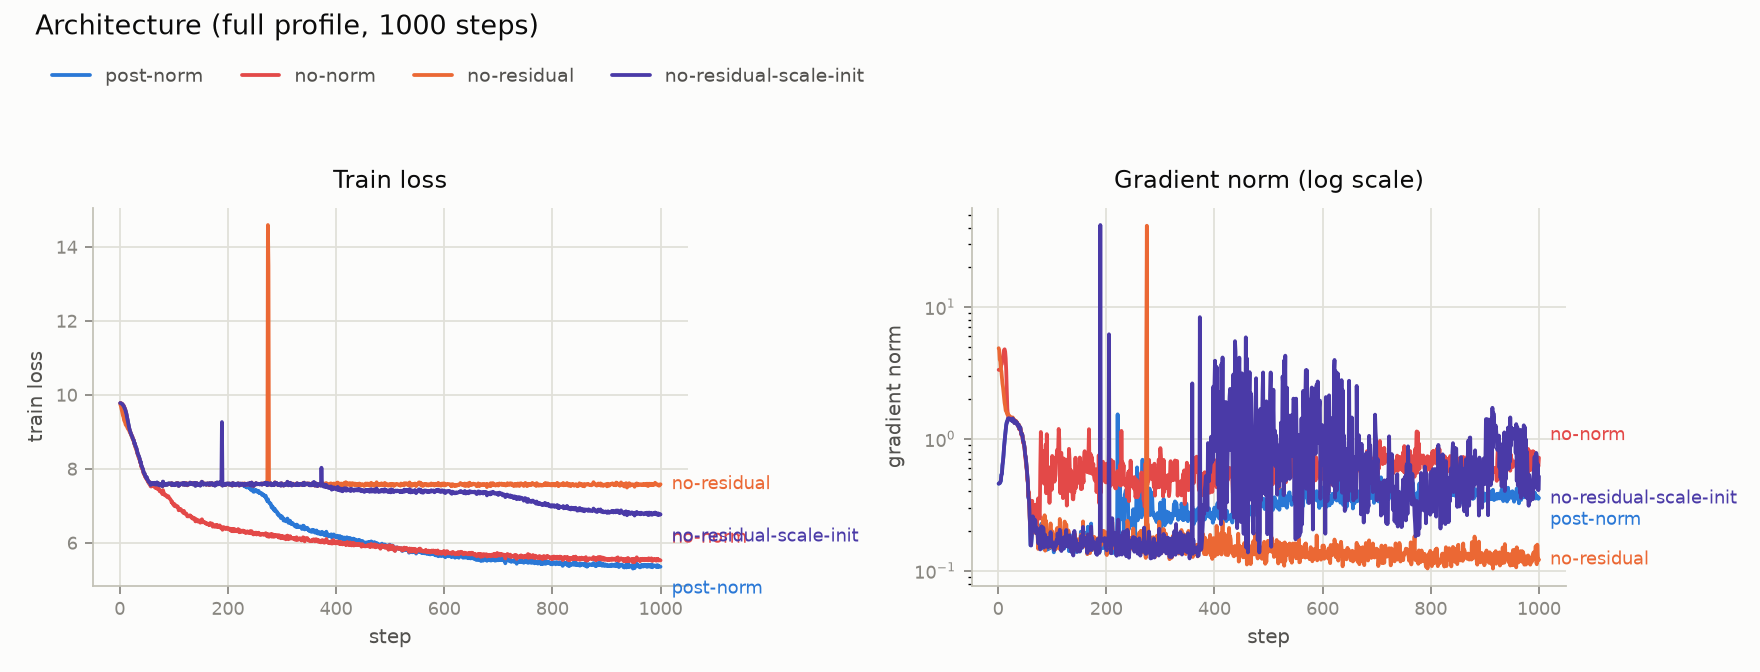 Architecture (full profile, 1000 steps)
post-norm no-norm no-residual no-residual-scale-init
Train loss
train loss
14
12
10
8
6
0 200 400 600 800 1000
step
no-residual
no-residual-scale-init
no-norm
post-norm
Gradient norm (log scale)
gradient norm
10¹
10⁰
10⁻¹
0 200 400 600 800 1000
step
no-norm
no-residual-scale-init
post-norm
no-residual